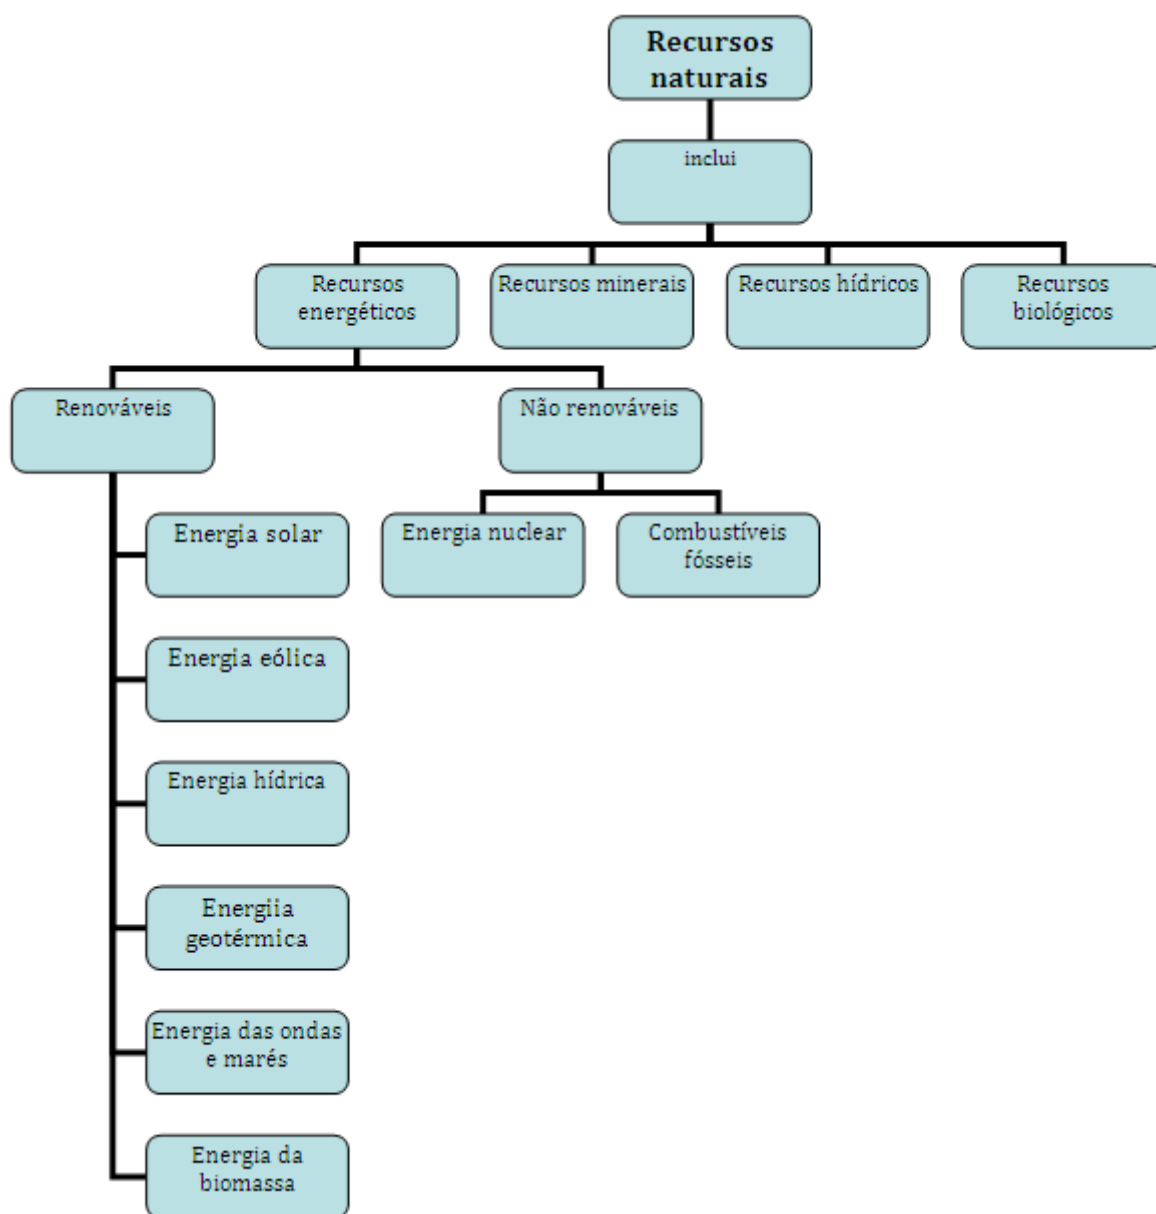 Recursos
naturais
inclui
Recursos
energéticos
Recursos minerais
Recursos hídricos
Recursos
biológicos
Renováveis
Não renováveis
Energia solar
Energia nuclear
Combustíveis
fósseis
Energia eólica
Energia hídrica
Energiia
geotérmica
Energia das ondas
e marés
Energia da
biomassa